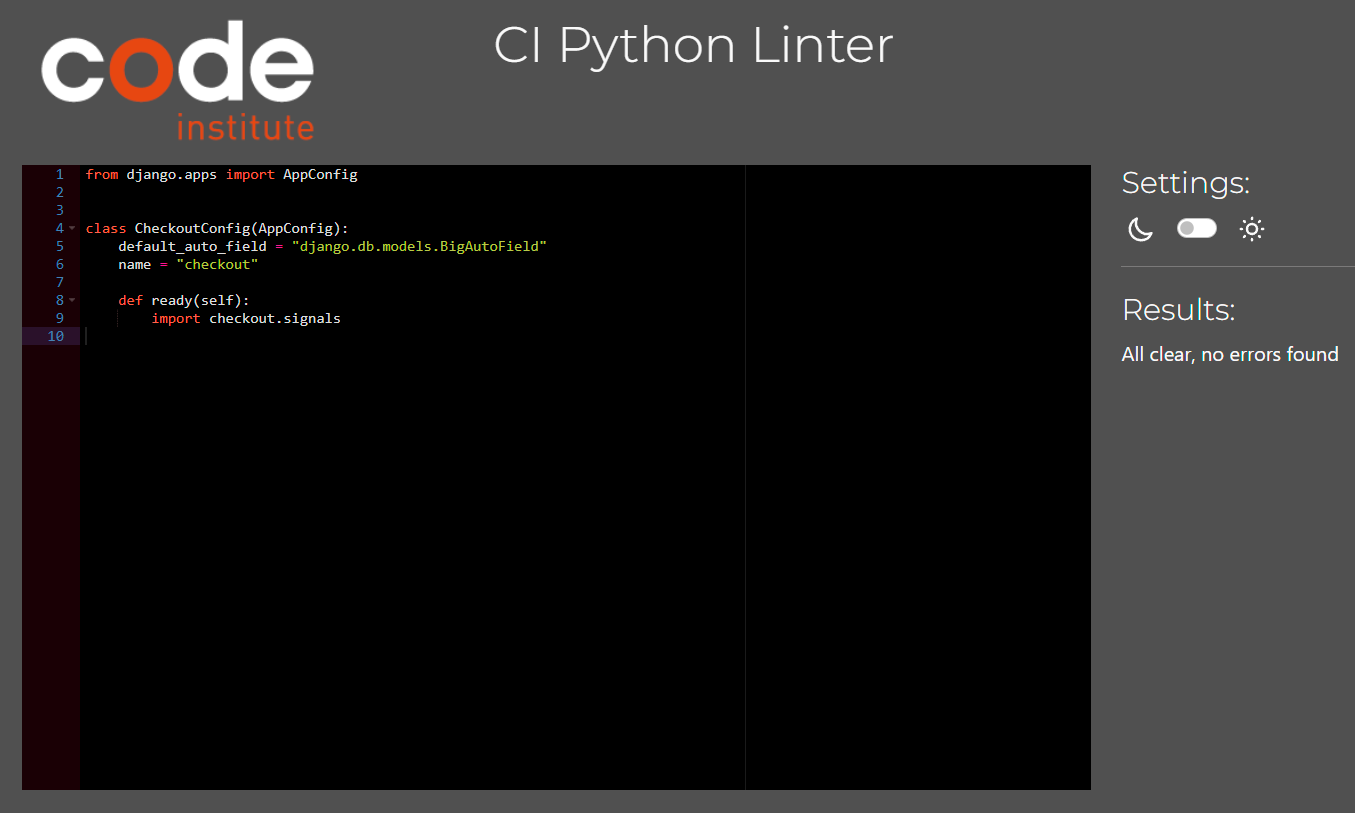 code
institute
CI Python Linter
1 from django.apps import AppConfig
2
3
4 class CheckoutConfig(AppConfig):
5     default_auto_field = "django.db.models.BigAutoField"
6     name = "checkout"
7
8     def ready(self):
9         import checkout.signals
10
Settings:
Results:
All clear, no errors found